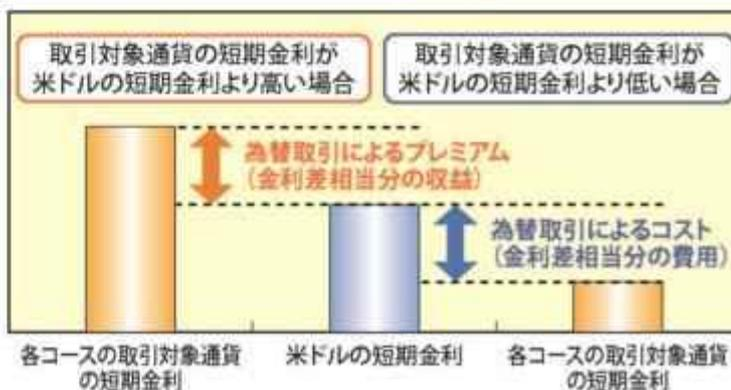 取引対象通貨の短期金利が
米ドルの短期金利より高い場合
取引対象通貨の短期金利が
米ドルの短期金利より低い場合
為替取引によるプレミアム
(金利差相当分の収益)
為替取引によるコスト
(金利差相当分の費用)
各コースの取引対象通貨
の短期金利
米ドルの短期金利
各コースの取引対象通貨
の短期金利